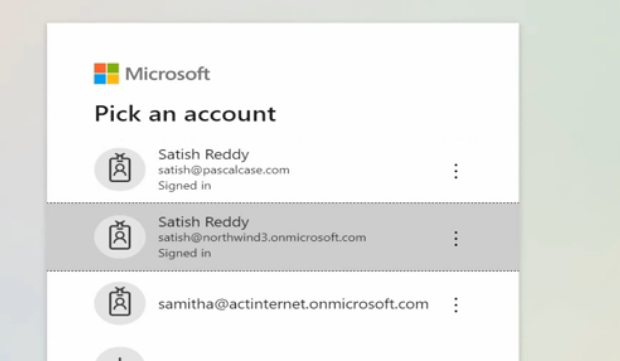 Microsoft
Pick an account
Satish Reddy
satish@pascalcase.com
Signed in
Satish Reddy
satish@northwind3.onmicrosoft.com
Signed in
samitha@actinternet.onmicrosoft.com